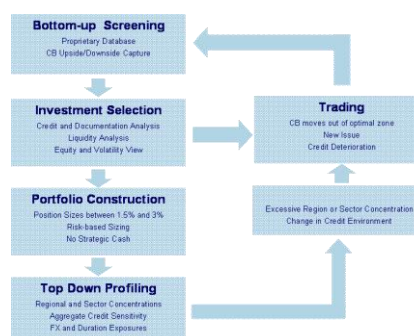 Bottom-up Screening
Proprietary Database
CB Upside/Downside Capture
Investment Selection
Credit and Documentation Analysis
Liquidity Analysis
Equity and Volatility View
Portfolio Construction
Position Sizes between 1.5% and 3%
Risk-based Sizing
No Strategic Cash
Top Down Profiling
Regional and Sector Concentrations
Aggregate Credit Sensitivity
FX and Duration Exposures
Trading
CB moves out of optimal zone
New Issue
Credit Deterioration
Excessive Region or Sector Concentration
Change in Credit Environment